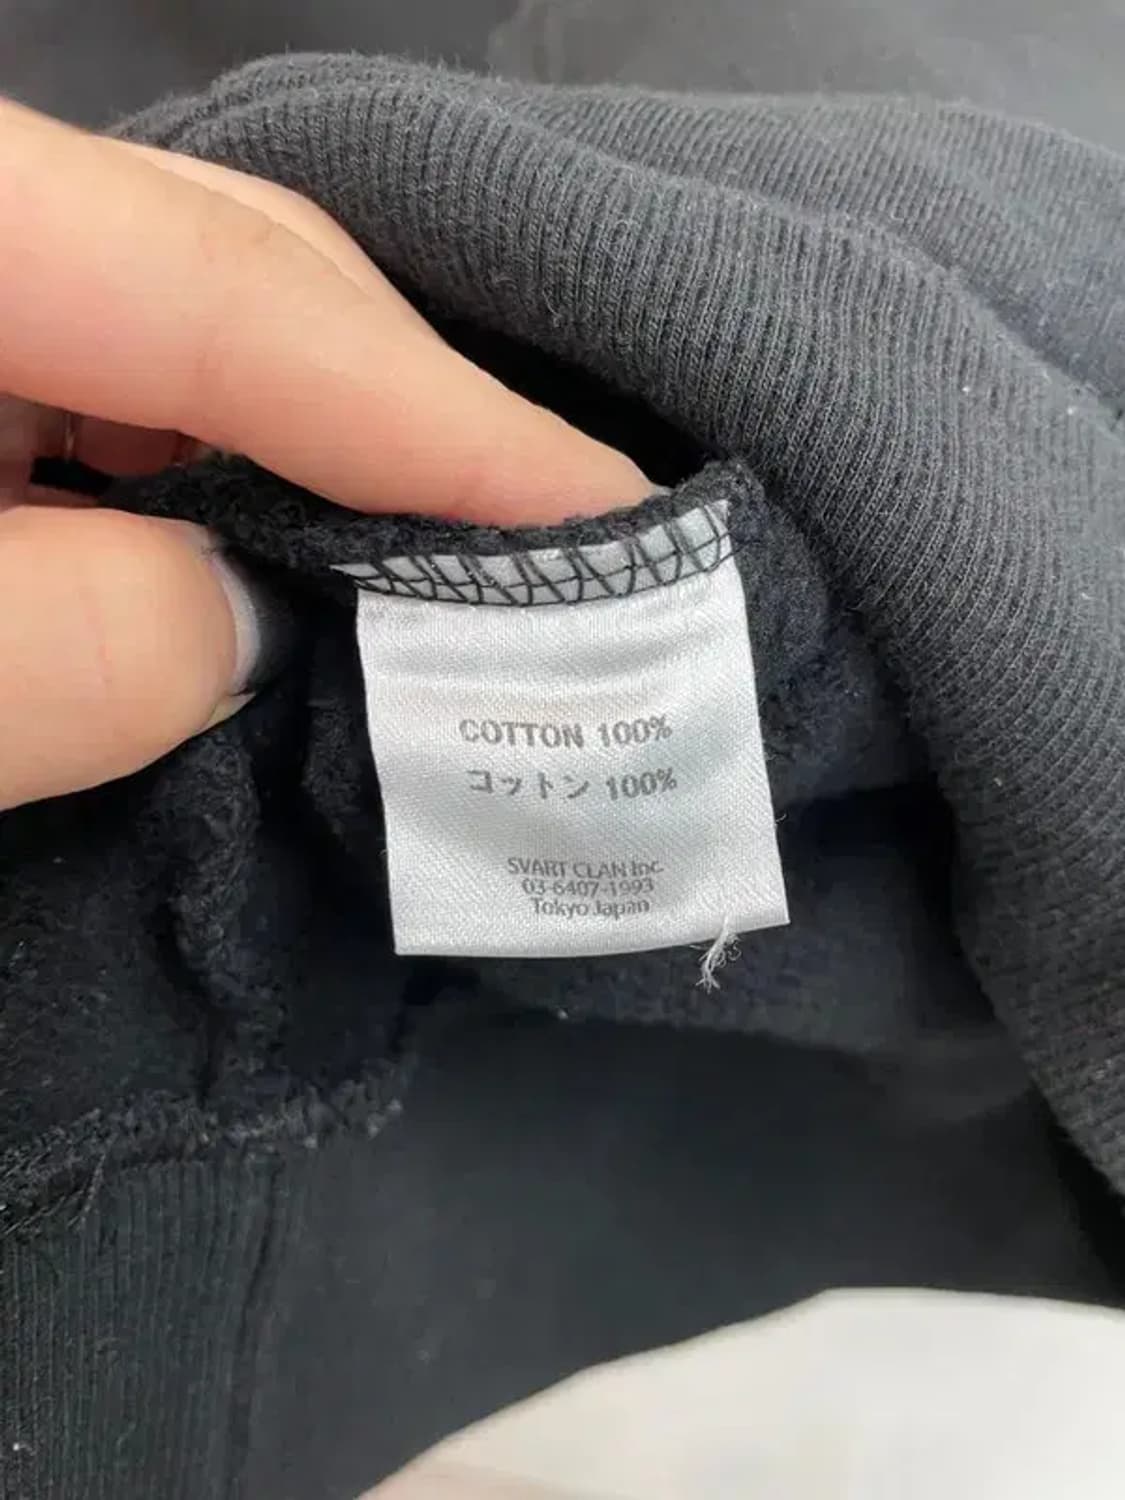 COTTON 100%
コットン 100%
SVART CLAN Inc.
03-6407-1993
Tokyo Japan